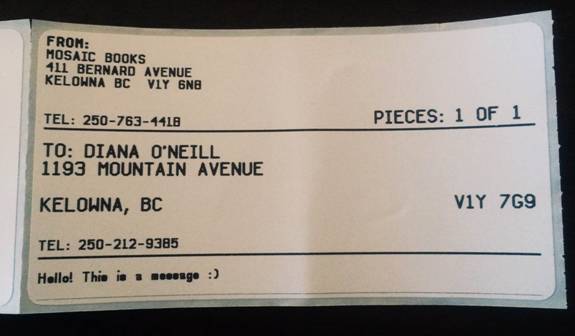 FROM:
MOSAIC BOOKS
411 BERNARD AVENUE
KELOWNA BC V1Y 6N8
TEL: 250-763-4418
PIECES: 1 OF 1
TO: DIANA O'NEILL
1193 MOUNTAIN AVENUE
KELOWNA, BC V1Y 7G9
TEL: 250-212-9385
Hello! This is a message :)